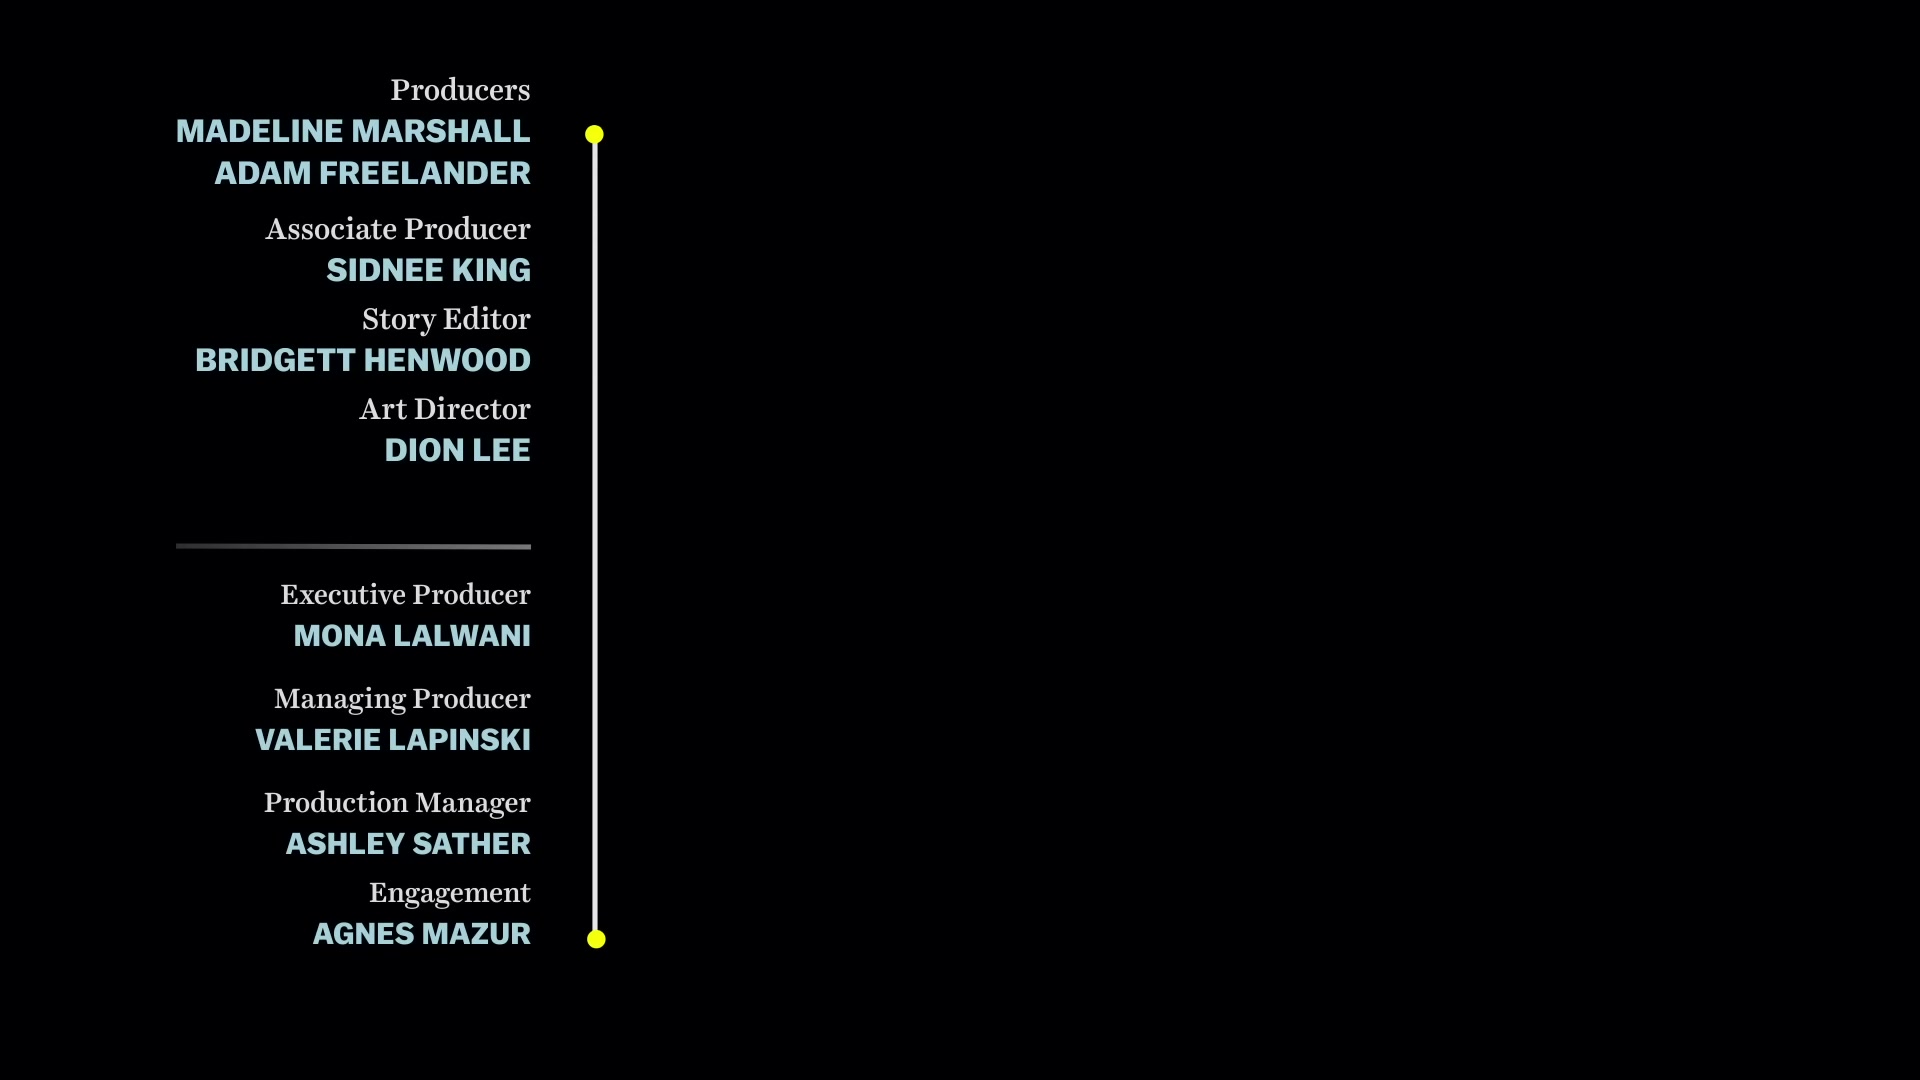 Producers
MADELINE MARSHALL
ADAM FREELANDER
Associate Producer
SIDNEE KING
Story Editor
BRIDGETT HENWOOD
Art Director
DION LEE
Executive Producer
MONA LALWANI
Managing Producer
VALERIE LAPINSKI
Production Manager
ASHLEY SATHER
Engagement
AGNES MAZUR